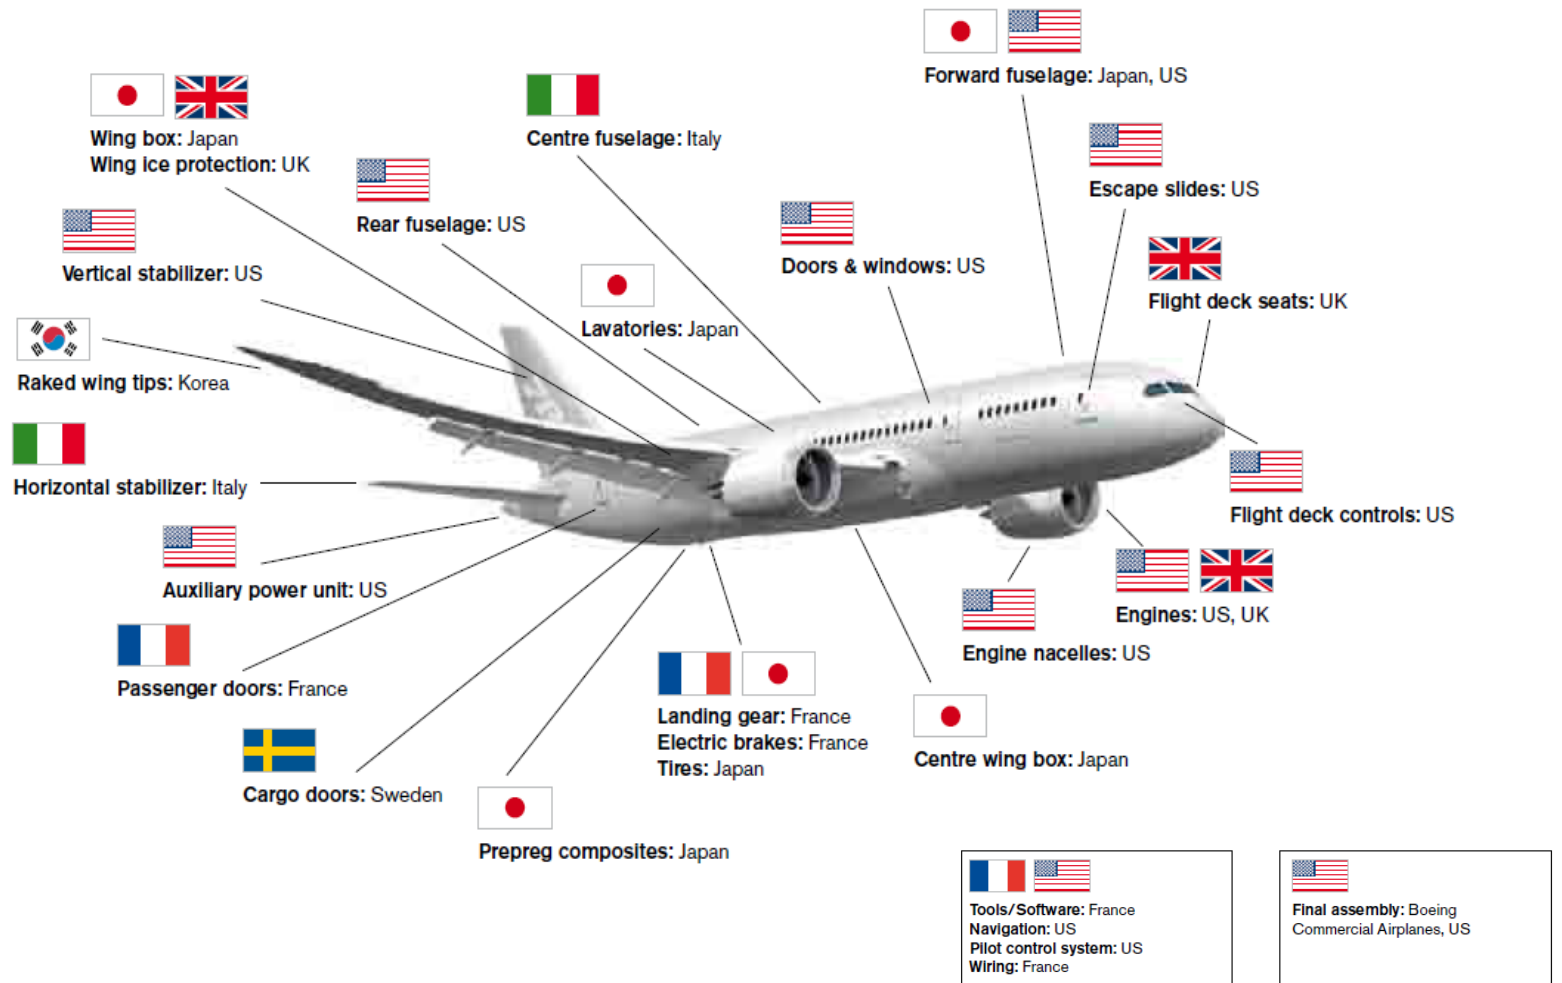 Forward fuselage: Japan, US
Wing box: Japan
Wing ice protection: UK
Centre fuselage: Italy
Escape slides: US
Rear fuselage: US
Doors & windows: US
Vertical stabilizer: US
Flight deck seats: UK
Lavatories: Japan
Raked wing tips: Korea
Horizontal stabilizer: Italy
Flight deck controls: US
Auxiliary power unit: US
Engines: US, UK
Engine nacelles: US
Passenger doors: France
Landing gear: France
Electric brakes: France
Tires: Japan
Centre wing box: Japan
Cargo doors: Sweden
Prepreg composites: Japan
Tools/Software: France
Navigation: US
Pilot control system: US
Wiring: France
Final assembly: Boeing
Commercial Airplanes, US